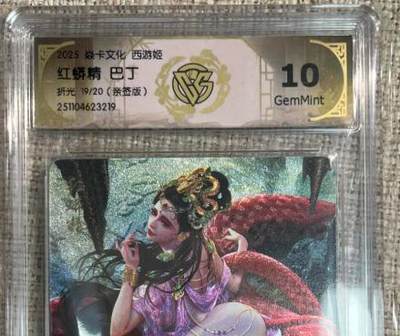 2025 焱卡文化 西游姬
红蟒精 巴丁
折光 19/20（亲签版）
251104623219
10
GemMint